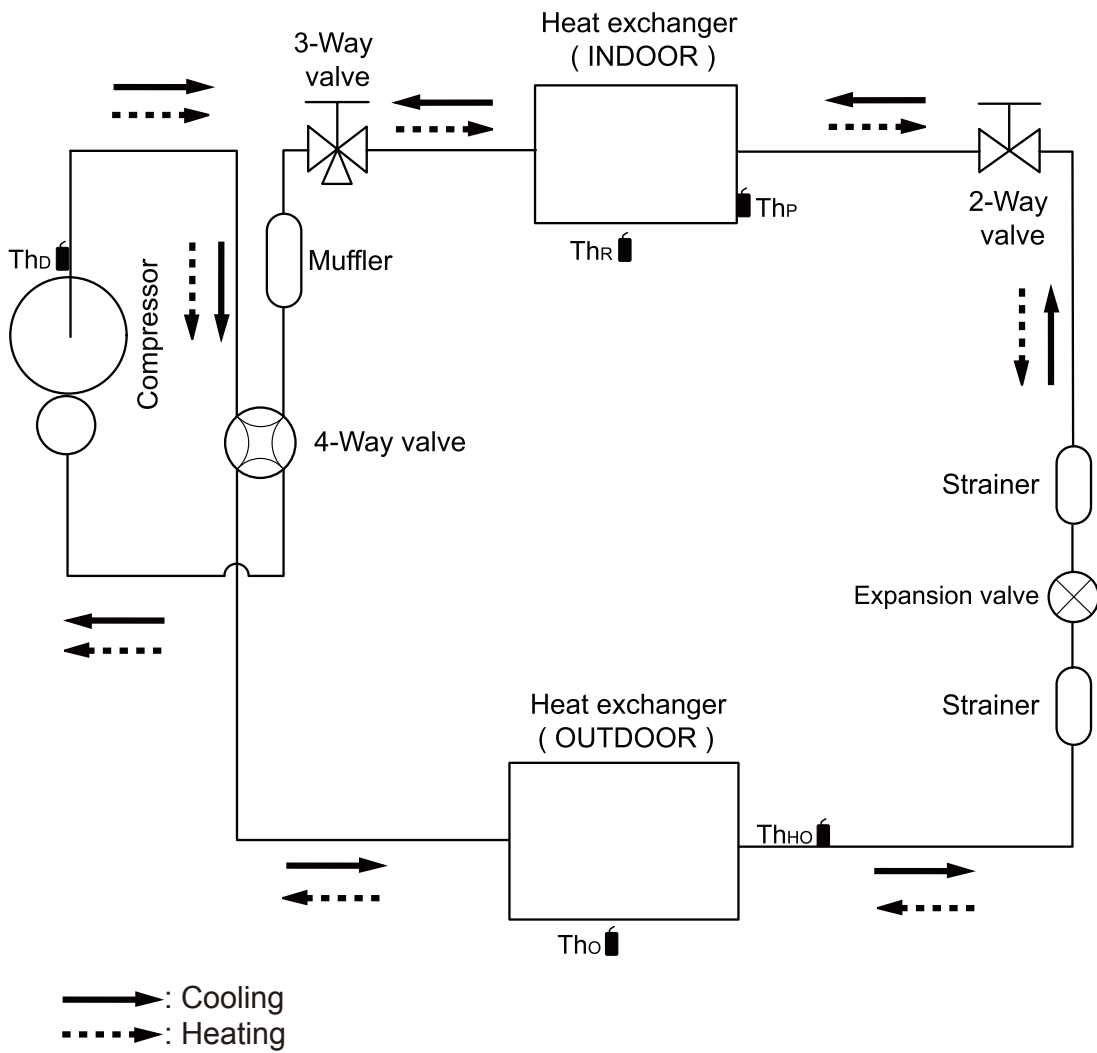 Heat exchanger
( INDOOR )
3-Way
valve
2-Way
valve
ThP
ThR
ThD
Muffler
Compressor
4-Way valve
Strainer
Expansion valve
Strainer
Heat exchanger
( OUTDOOR )
ThHO
ThO
: Cooling
: Heating